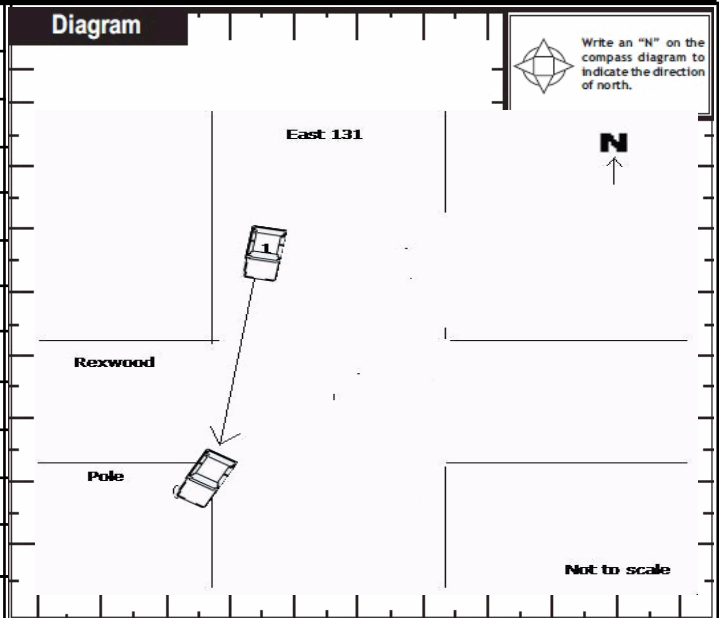 Diagram
Write an “N” on the
compass diagram to
indicate the direction
of north.
East 131
N
1
Rexwood
Pole
Not to scale